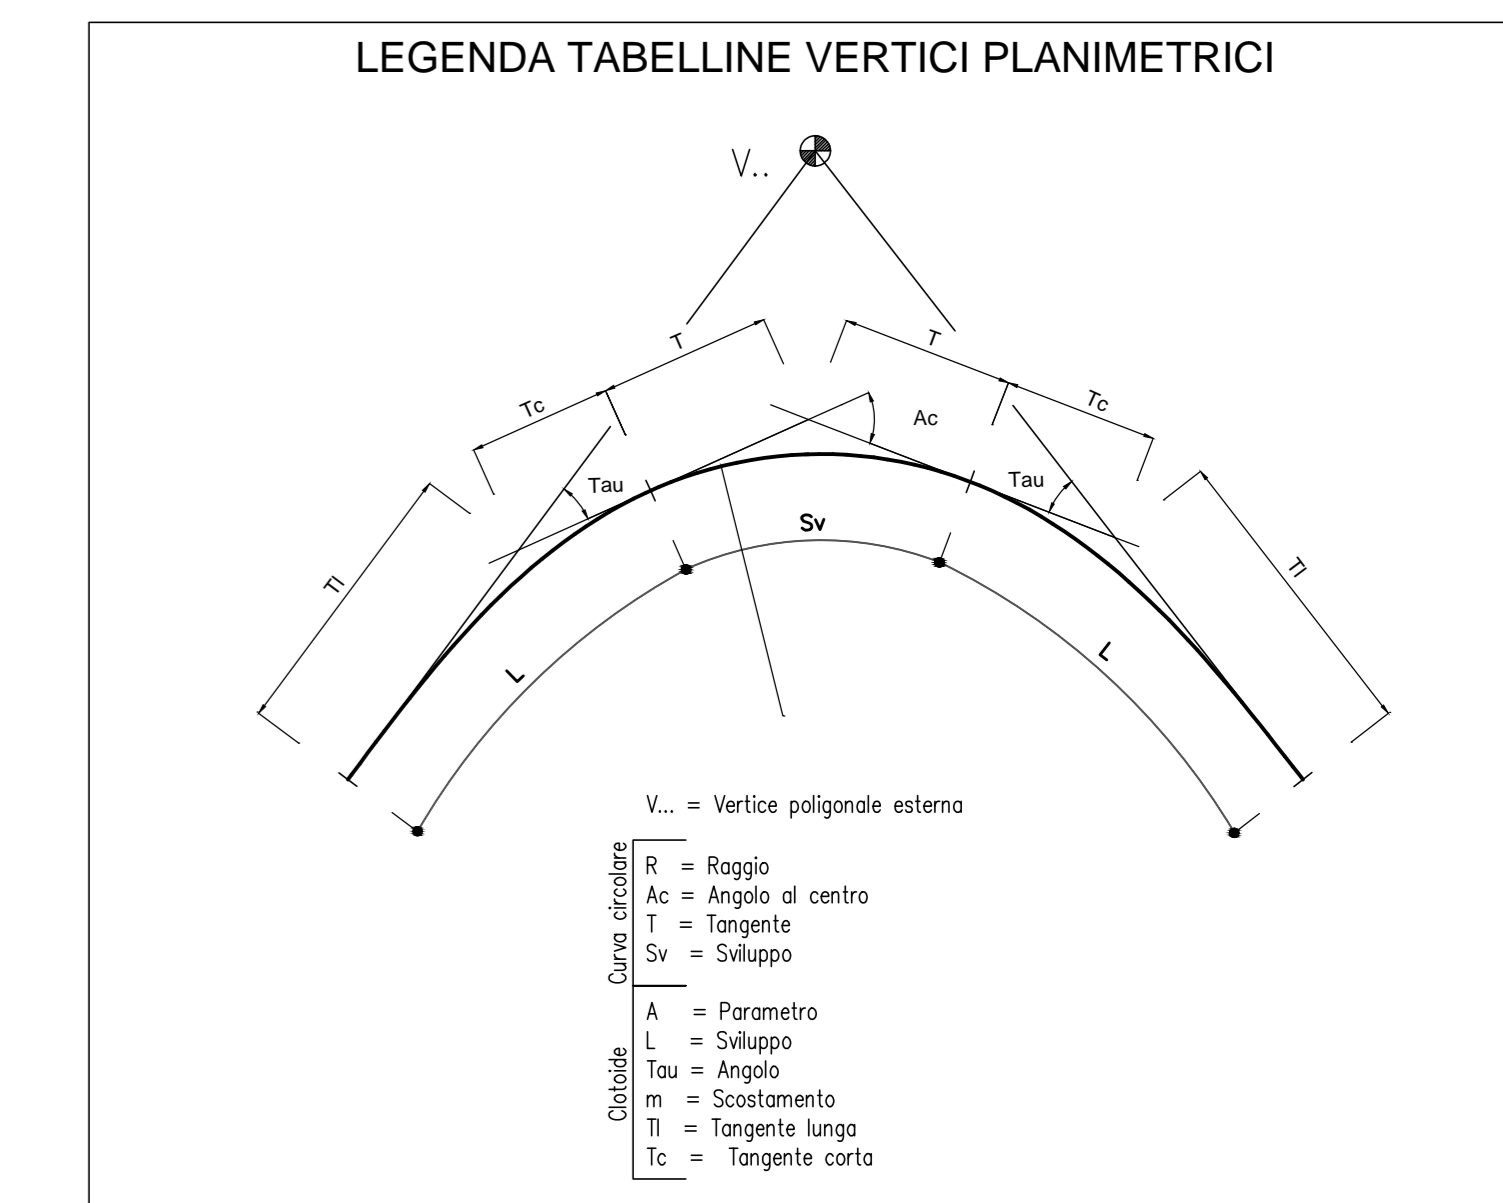 LEGENDA TABELLINE VERTICI PLANIMETRICI
V..
T
T
Tc
Tc
Ac
Tau
Tau
Sv
Tl
Tl
L
L
V... = Vertice poligonale esterna
Curva circolare
R = Raggio
Ac = Angolo al centro
T = Tangente
Sv = Sviluppo
Clotoide
A = Parametro
L = Sviluppo
Tau = Angolo
m = Scostamento
Tl = Tangente lunga
Tc = Tangente corta